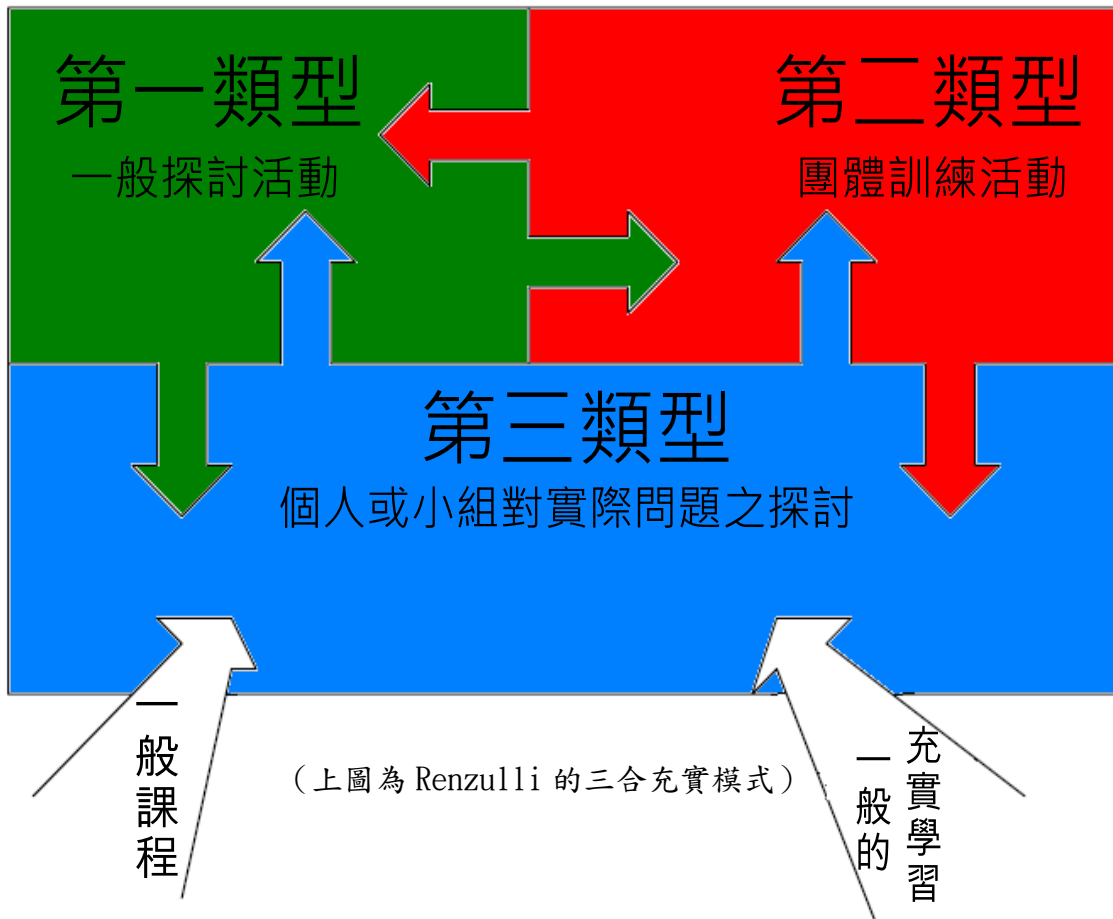 第一類型
一般探討活動
第二類型
團體訓練活動
第三類型
個人或小組對實際問題之探討
一般課程
（上圖為 Renzulli 的三合充實模式）
一般的
充實學習